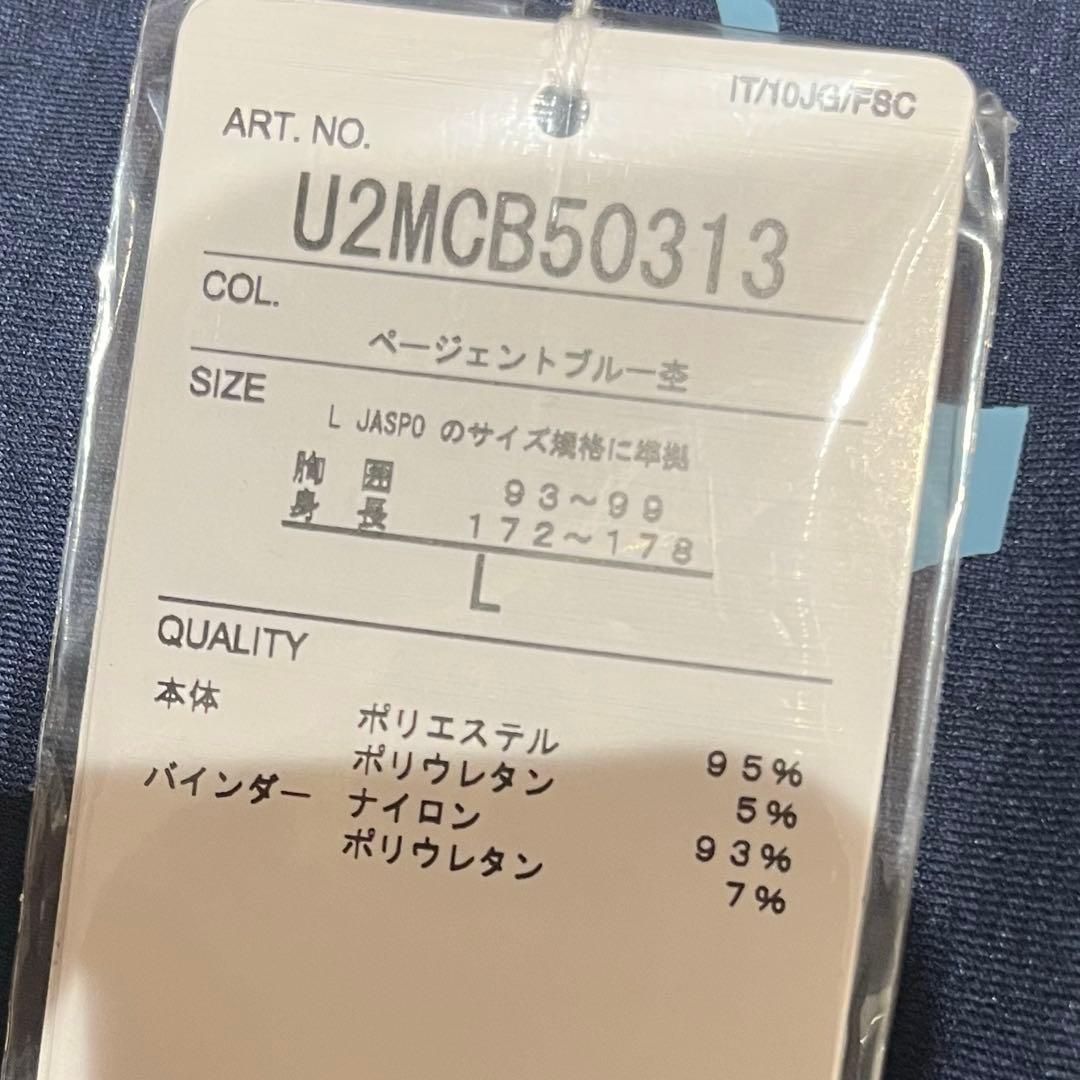 IT/10JG/FSC
ART. NO.
U2MCB50313
COL.
ページェントブルー杢
SIZE
L JASPO のサイズ規格に準拠
胸 囲 93～99
身 長 172～178
L
QUALITY
本体 ポリエステル 95%
ポリウレタン 5%
バインダー ナイロン 93%
ポリウレタン 7%